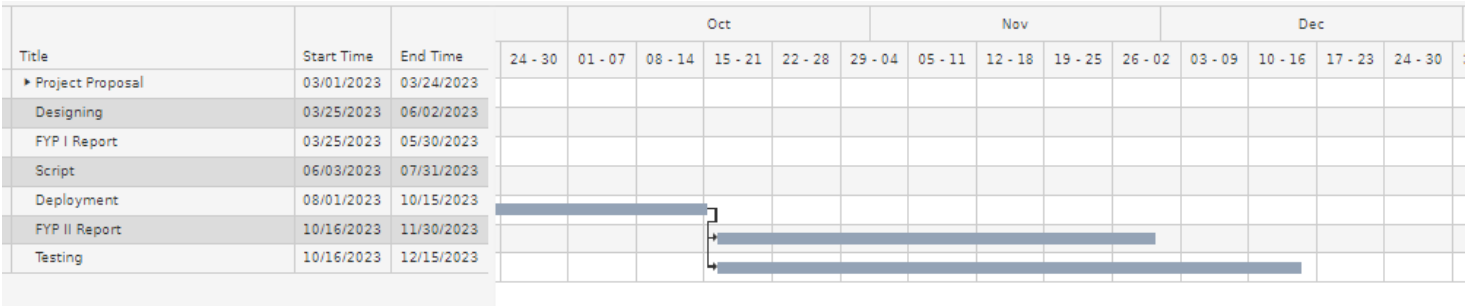 Oct Nov Dec
Title Start Time End Time 24 - 30 01 - 07 08 - 14 15 - 21 22 - 28 29 - 04 05 - 11 12 - 18 19 - 25 26 - 02 03 - 09 10 - 16 17 - 23 24 - 30
Project Proposal 03/01/2023 03/24/2023
Designing 03/25/2023 06/02/2023
FYP I Report 03/25/2023 05/30/2023
Script 06/03/2023 07/31/2023
Deployment 08/01/2023 10/15/2023
FYP II Report 10/16/2023 11/30/2023
Testing 10/16/2023 12/15/2023